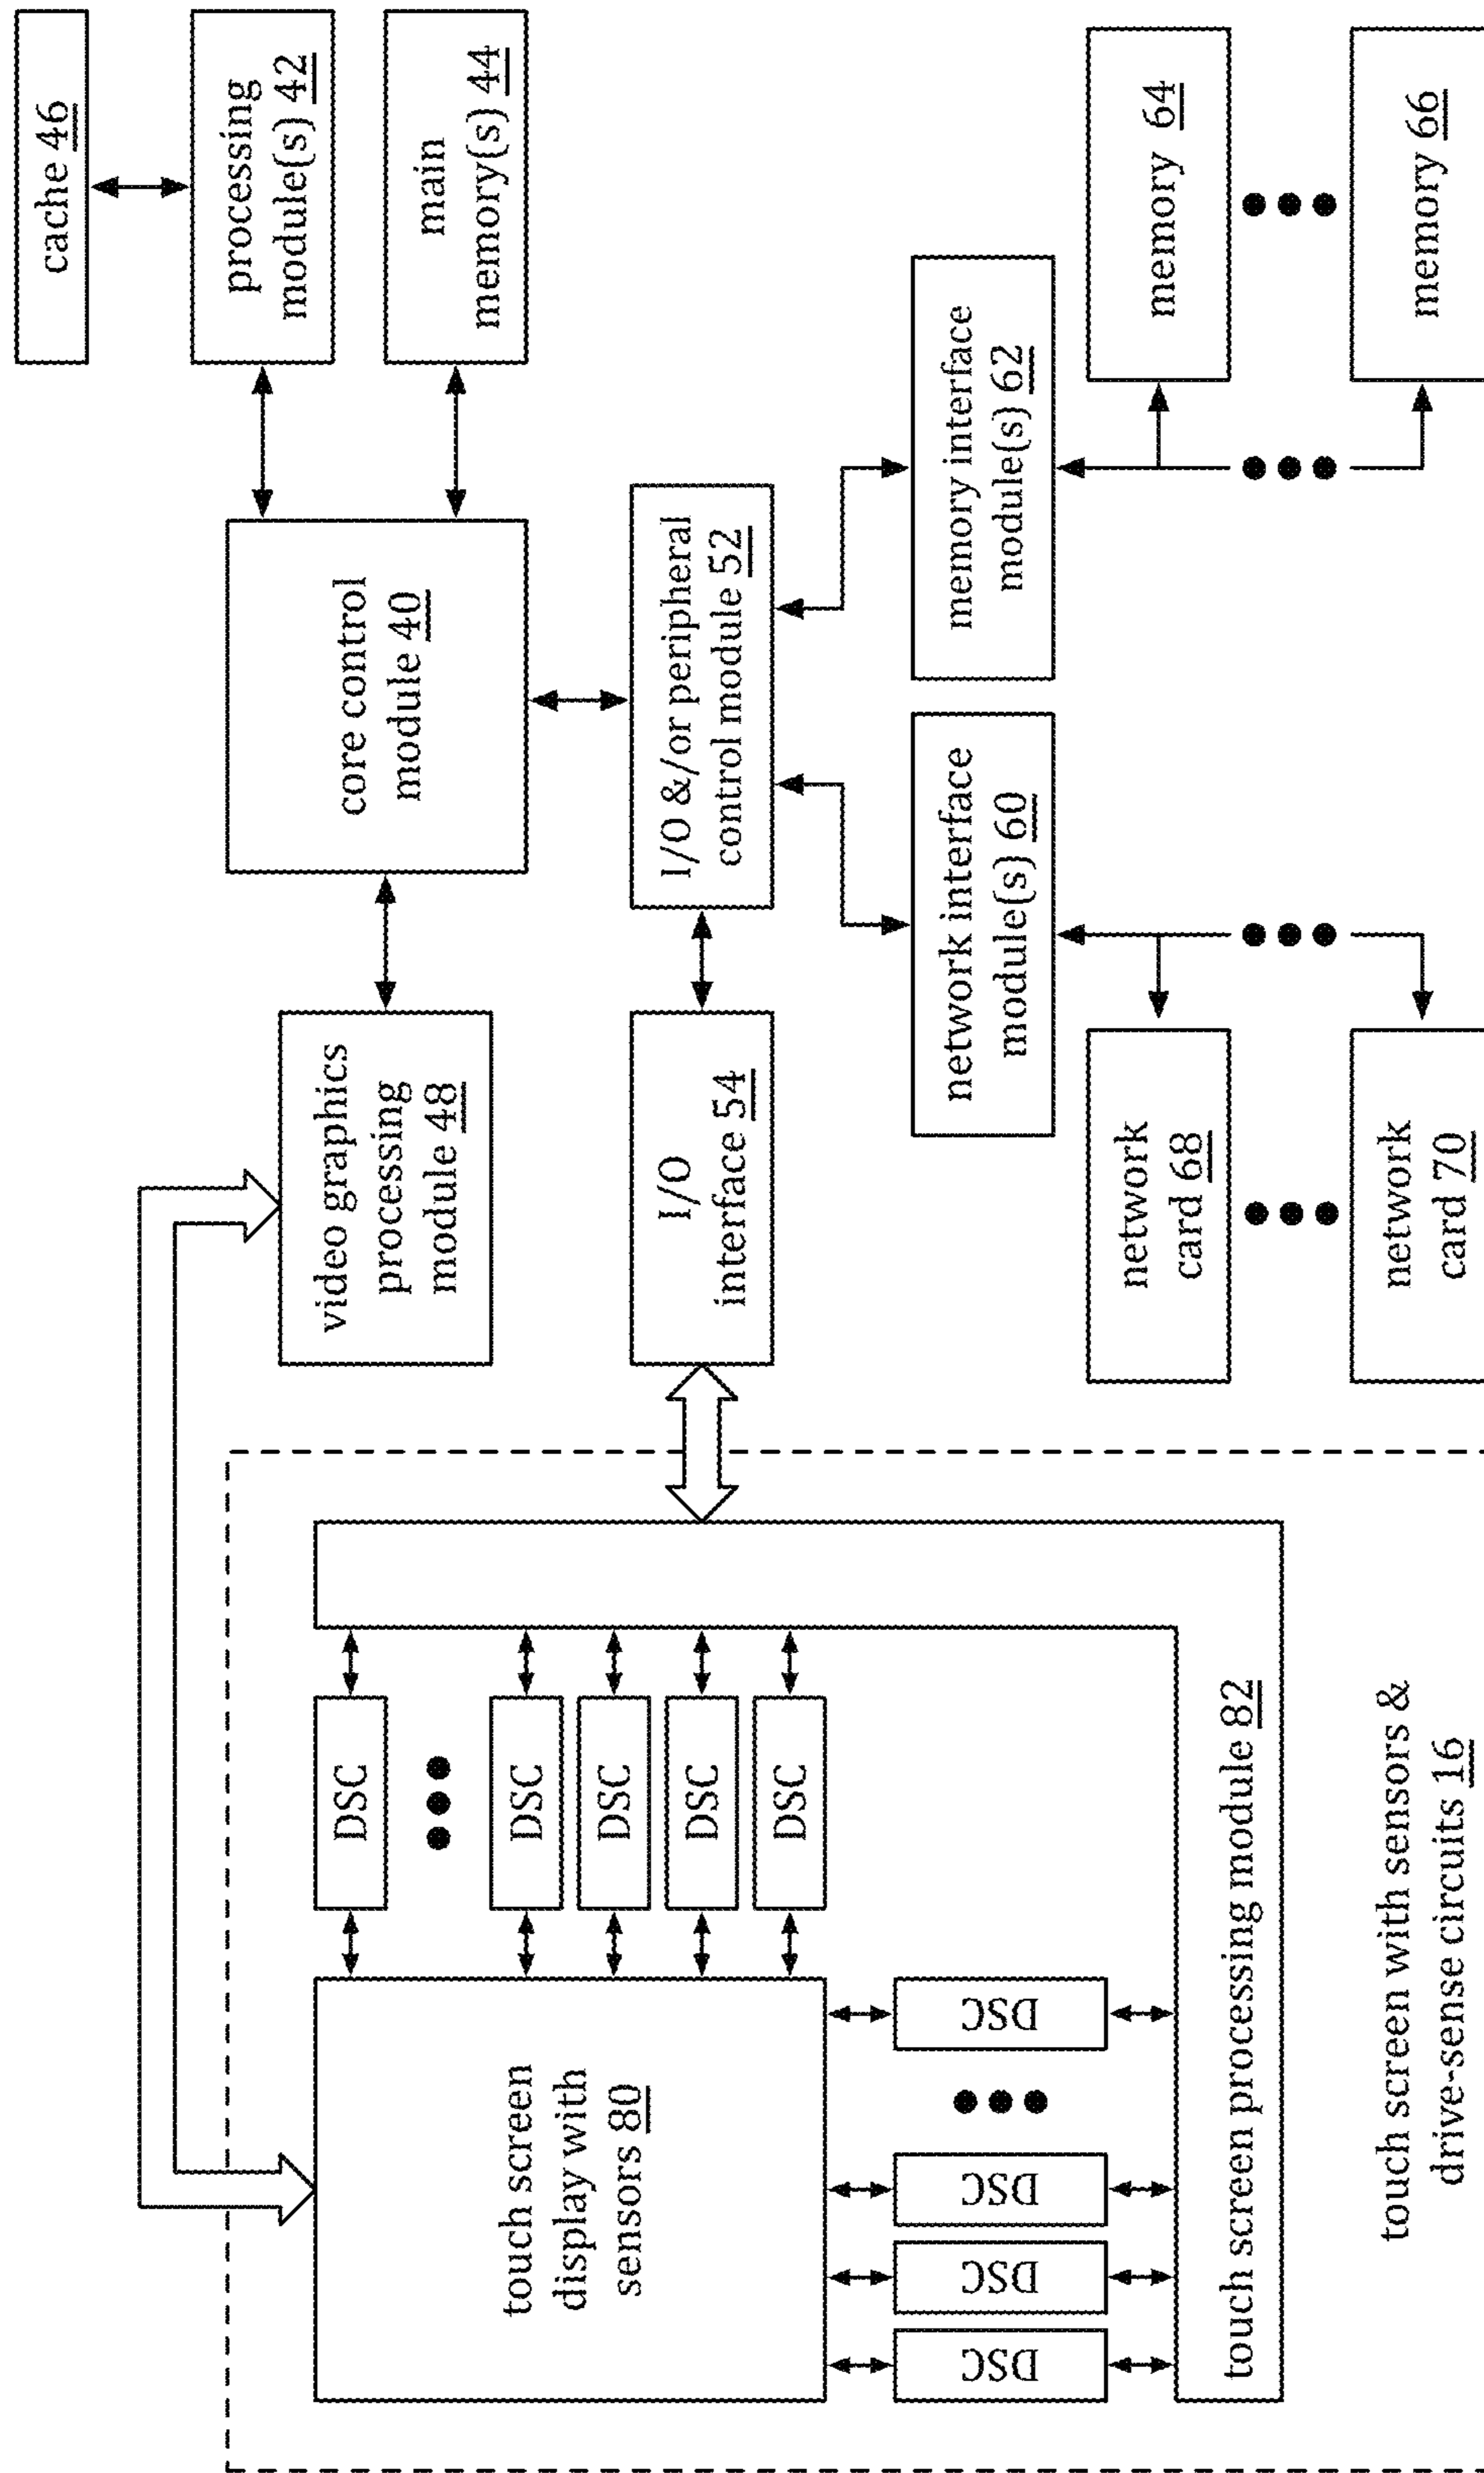 cache 46
processing
module(s) 42
main
memory(s) 44
core control
module 40
video graphics
processing
module 48
I/O &/or peripheral
control module 52
I/O
interface 54
memory interface
module(s) 62
network interface
module(s) 60
memory 64
memory 66
network
card 68
network
card 70
touch screen
display with
sensors 80
DSC
DSC
DSC
DSC
DSC
DSC
DSC
DSC
DSC
touch screen processing module 82
touch screen with sensors &
drive-sense circuits 16